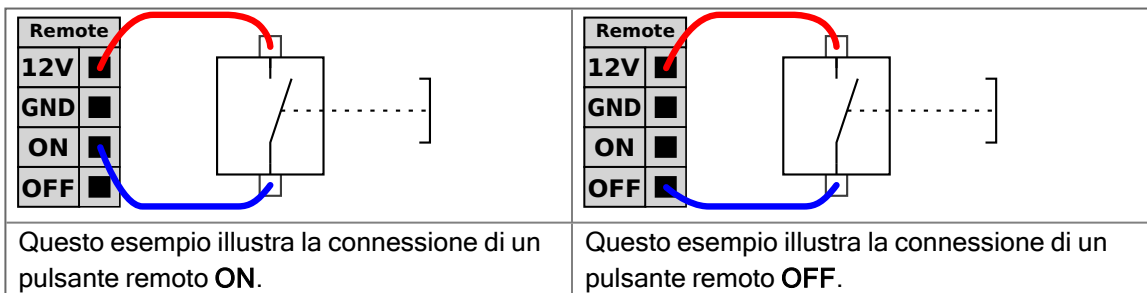 Remote
12V
GND
ON
OFF
Remote
12V
GND
ON
OFF
Questo esempio illustra la connessione di un
pulsante remoto ON.
Questo esempio illustra la connessione di un
pulsante remoto OFF.